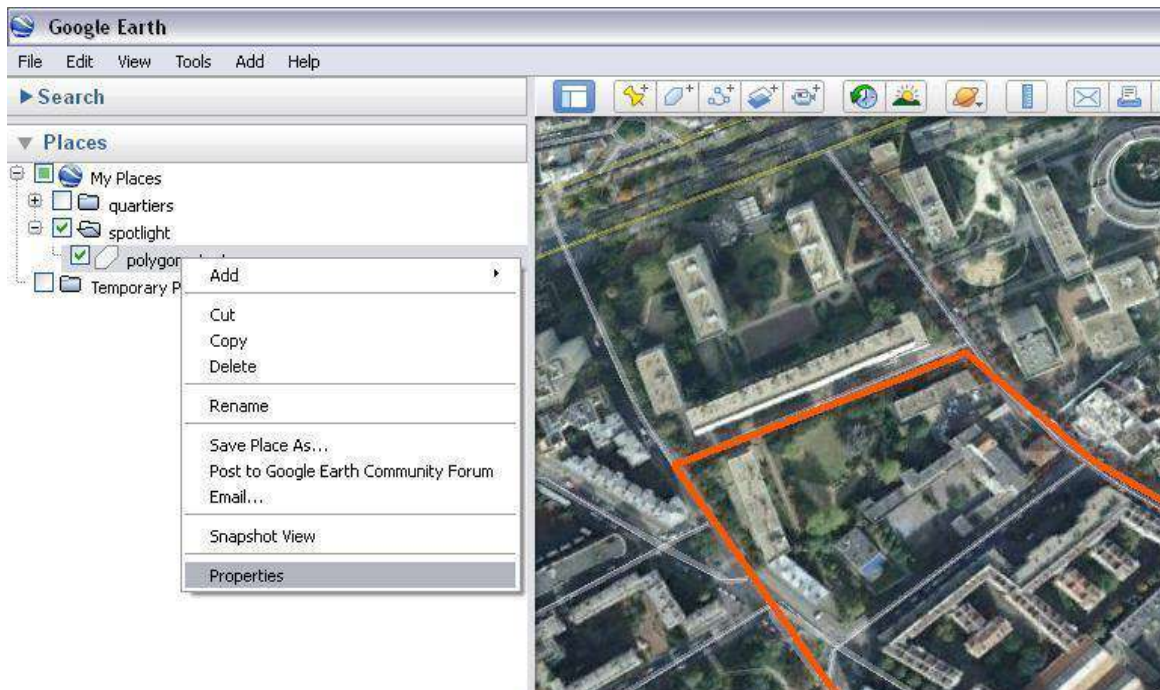 Google Earth
File Edit View Tools Add Help
Search
Places
My Places
quartiers
spotlight
Temporary P
Add
Cut
Copy
Delete
Rename
Save Place As...
Post to Google Earth Community Forum
Email...
Snapshot View
Properties